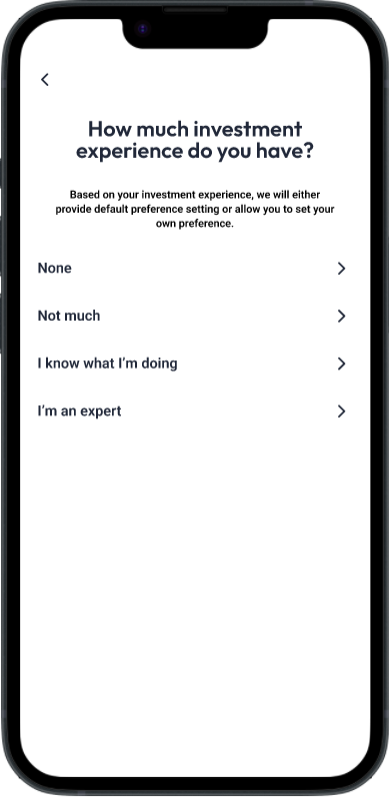 How much investment
experience do you have?
Based on your investment experience, we will either
provide default preference setting or allow you to set your
own preference.
None
Not much
I know what I'm doing
I'm an expert